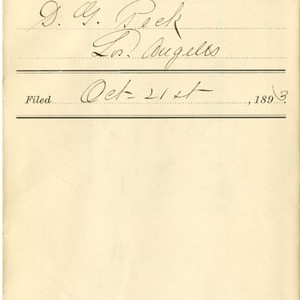 D. G. Peck
Los. Angeles
Filed Oct- 21st, 1893.